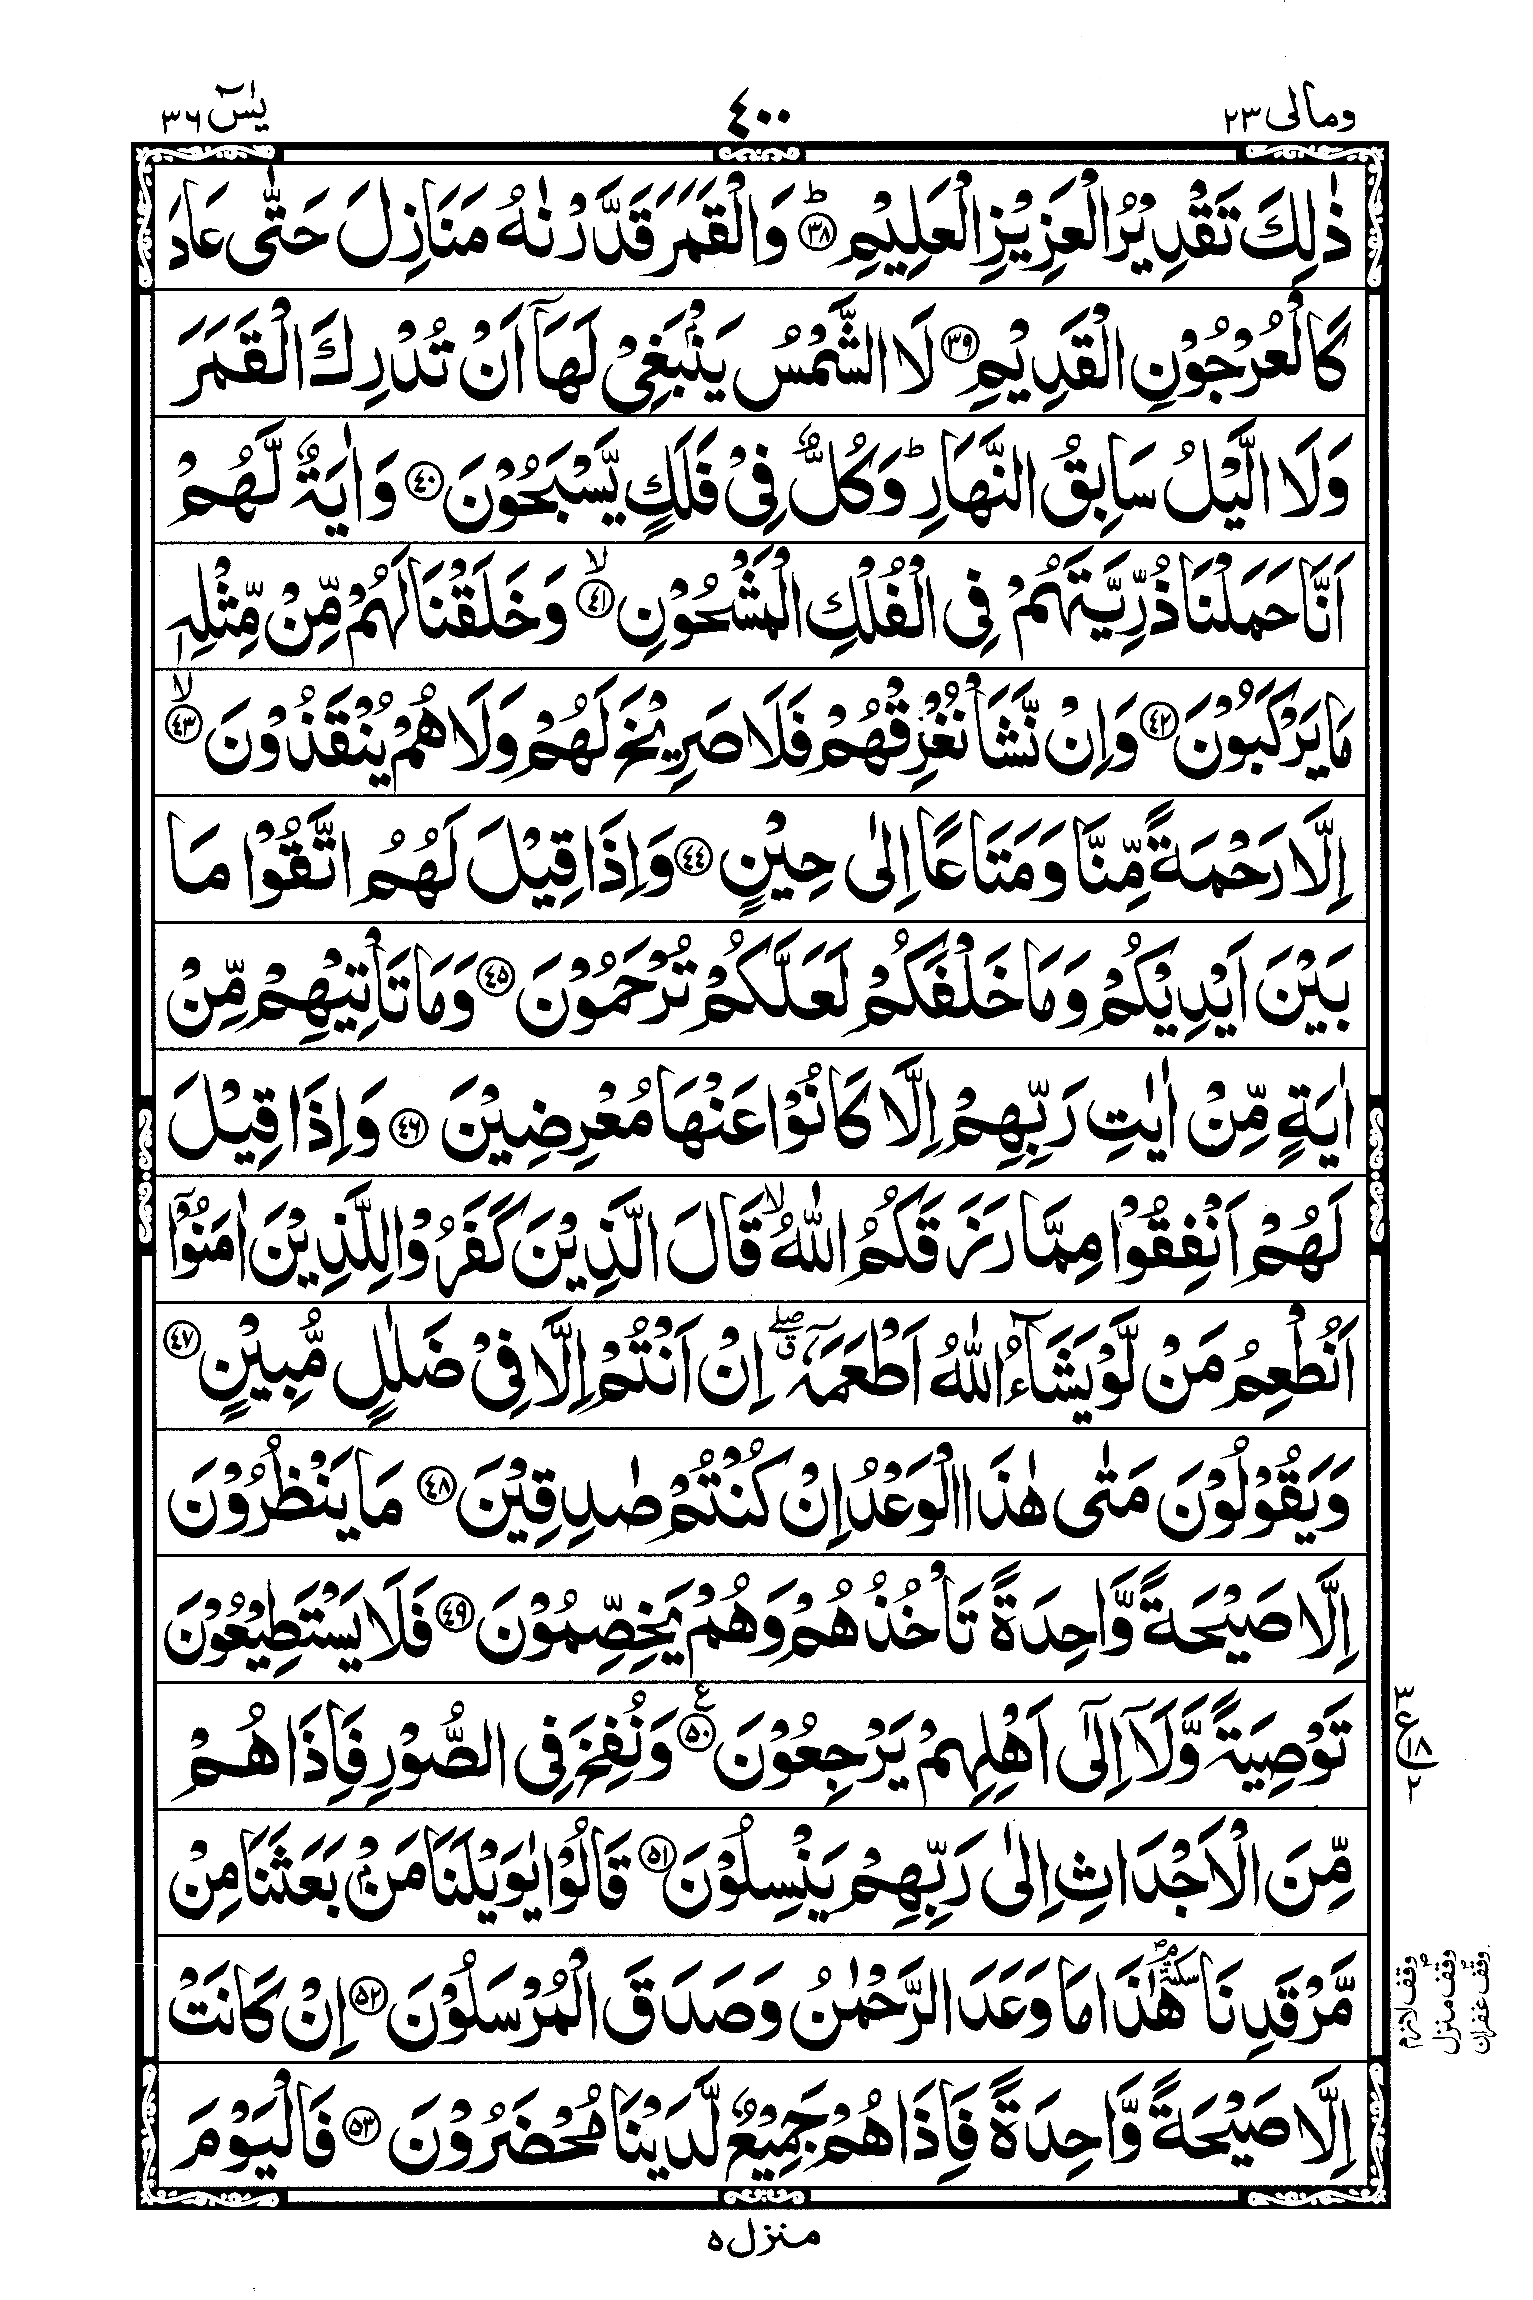 ومالی ٢٣
٤٠٠
یٰسٓ ٣٦
ذٰلِكَ تَقْدِيْرُ الْعَزِيْزِ الْعَلِيْمِ ؕ﴿٣٨﴾ وَالْقَمَرَ قَدَّرْنٰهُ مَنَازِلَ حَتّٰى عَادَ
كَالْعُرْجُوْنِ الْقَدِيْمِ ﴿٣٩﴾ لَا الشَّمْسُ يَنْۢبَغِىْ لَهَاۤ اَنْ تُدْرِكَ الْقَمَرَ
وَلَا الَّيْلُ سَابِقُ النَّهَارِ ؕ وَكُلٌّ فِىْ فَلَكٍ يَّسْبَحُوْنَ ﴿٤٠﴾ وَاٰيَةٌ لَّهُمْ
اَنَّا حَمَلْنَا ذُرِّيَّتَهُمْ فِى الْفُلْكِ الْمَشْحُوْنِ ۙ﴿٤١﴾ وَخَلَقْنَا لَهُمْ مِّنْ مِّثْلِهٖ
مَا يَرْكَبُوْنَ ﴿٤٢﴾ وَاِنْ نَّشَاْ نُغْرِقْهُمْ فَلَا صَرِيْخَ لَهُمْ وَلَا هُمْ يُنْقَذُوْنَ ۙ﴿٤٣﴾
اِلَّا رَحْمَةً مِّنَّا وَمَتَاعًا اِلٰى حِيْنٍ ﴿٤٤﴾ وَاِذَا قِيْلَ لَهُمُ اتَّقُوْا مَا
بَيْنَ اَيْدِيْكُمْ وَمَا خَلْفَكُمْ لَعَلَّكُمْ تُرْحَمُوْنَ ﴿٤٥﴾ وَمَا تَاْتِيْهِمْ مِّنْ
اٰيَةٍ مِّنْ اٰيٰتِ رَبِّهِمْ اِلَّا كَانُوْا عَنْهَا مُعْرِضِيْنَ ﴿٤٦﴾ وَاِذَا قِيْلَ
لَهُمْ اَنْفِقُوْا مِمَّا رَزَقَكُمُ اللّٰهُ ۙ قَالَ الَّذِيْنَ كَفَرُوْا لِلَّذِيْنَ اٰمَنُوْۤا
اَنُطْعِمُ مَنْ لَّوْ يَشَآءُ اللّٰهُ اَطْعَمَهٗۤ ۖق اِنْ اَنْتُمْ اِلَّا فِىْ ضَلٰلٍ مُّبِيْنٍ ﴿٤٧﴾
وَيَقُوْلُوْنَ مَتٰى هٰذَا الْوَعْدُ اِنْ كُنْتُمْ صٰدِقِيْنَ ﴿٤٨﴾ مَا يَنْظُرُوْنَ
اِلَّا صَيْحَةً وَّاحِدَةً تَاْخُذُهُمْ وَهُمْ يَخِصِّمُوْنَ ﴿٤٩﴾ فَلَا يَسْتَطِيْعُوْنَ
تَوْصِيَةً وَّلَاۤ اِلٰۤى اَهْلِهِمْ يَرْجِعُوْنَ ع﴿٥٠﴾ وَنُفِخَ فِى الصُّوْرِ فَاِذَا هُمْ
٣ ع ١٨ ٢
مِّنَ الْاَجْدَاثِ اِلٰى رَبِّهِمْ يَنْسِلُوْنَ ﴿٥١﴾ قَالُوْا يٰوَيْلَنَا مَنْۢ بَعَثَنَا مِنْ
مَّرْقَدِنَا ۘ سكتة هٰذَا مَا وَعَدَ الرَّحْمٰنُ وَصَدَقَ الْمُرْسَلُوْنَ ﴿٥٢﴾ اِنْ كَانَتْ
وقف لازم
وقف منزل
وقف غفران
اِلَّا صَيْحَةً وَّاحِدَةً فَاِذَا هُمْ جَمِيْعٌ لَّدَيْنَا مُحْضَرُوْنَ ﴿٥٣﴾ فَالْيَوْمَ
منزل ٥